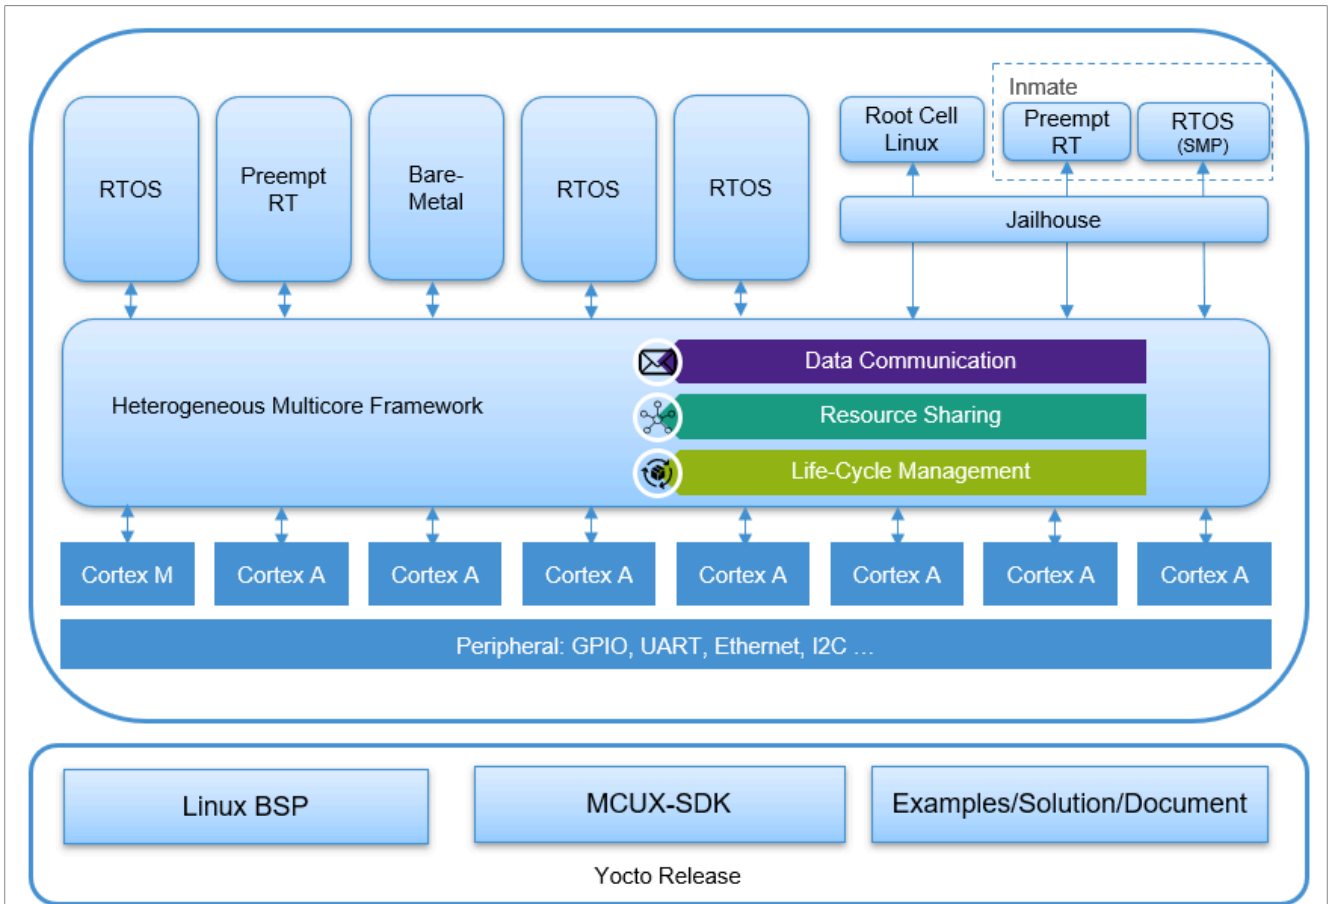 Inmate
RTOS
Preempt
RT
Bare-
Metal
RTOS
RTOS
Root Cell
Linux
Preempt
RT
RTOS
(SMP)
Jailhouse
Heterogeneous Multicore Framework
Data Communication
Resource Sharing
Life-Cycle Management
Cortex M
Cortex A
Cortex A
Cortex A
Cortex A
Cortex A
Cortex A
Cortex A
Peripheral: GPIO, UART, Ethernet, I2C ...
Linux BSP
MCUX-SDK
Examples/Solution/Document
Yocto Release